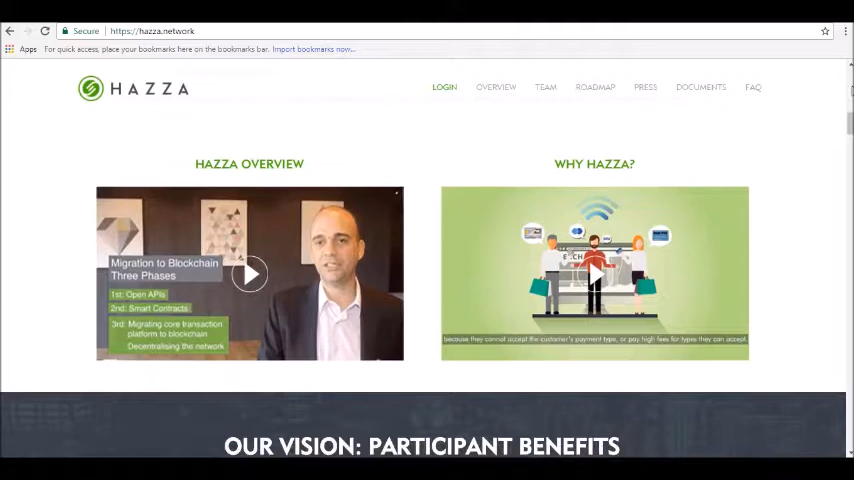 Secure
https://hazza.network
Apps
For quick access, place your bookmarks here on the bookmarks bar. Import bookmarks now...
HAZZA
LOGIN
OVERVIEW
TEAM
ROADMAP
PRESS
DOCUMENTS
FAQ
HAZZA OVERVIEW
WHY HAZZA?
Migration to Blockchain
Three Phases
1st: Open APIs
2nd: Smart Contracts
3rd: Migrating core transaction
platform to blockchain
Decentralising the network
because they cannot accept the customer's payment type, or pay high fees for types they can accept.
OUR VISION: PARTICIPANT BENEFITS